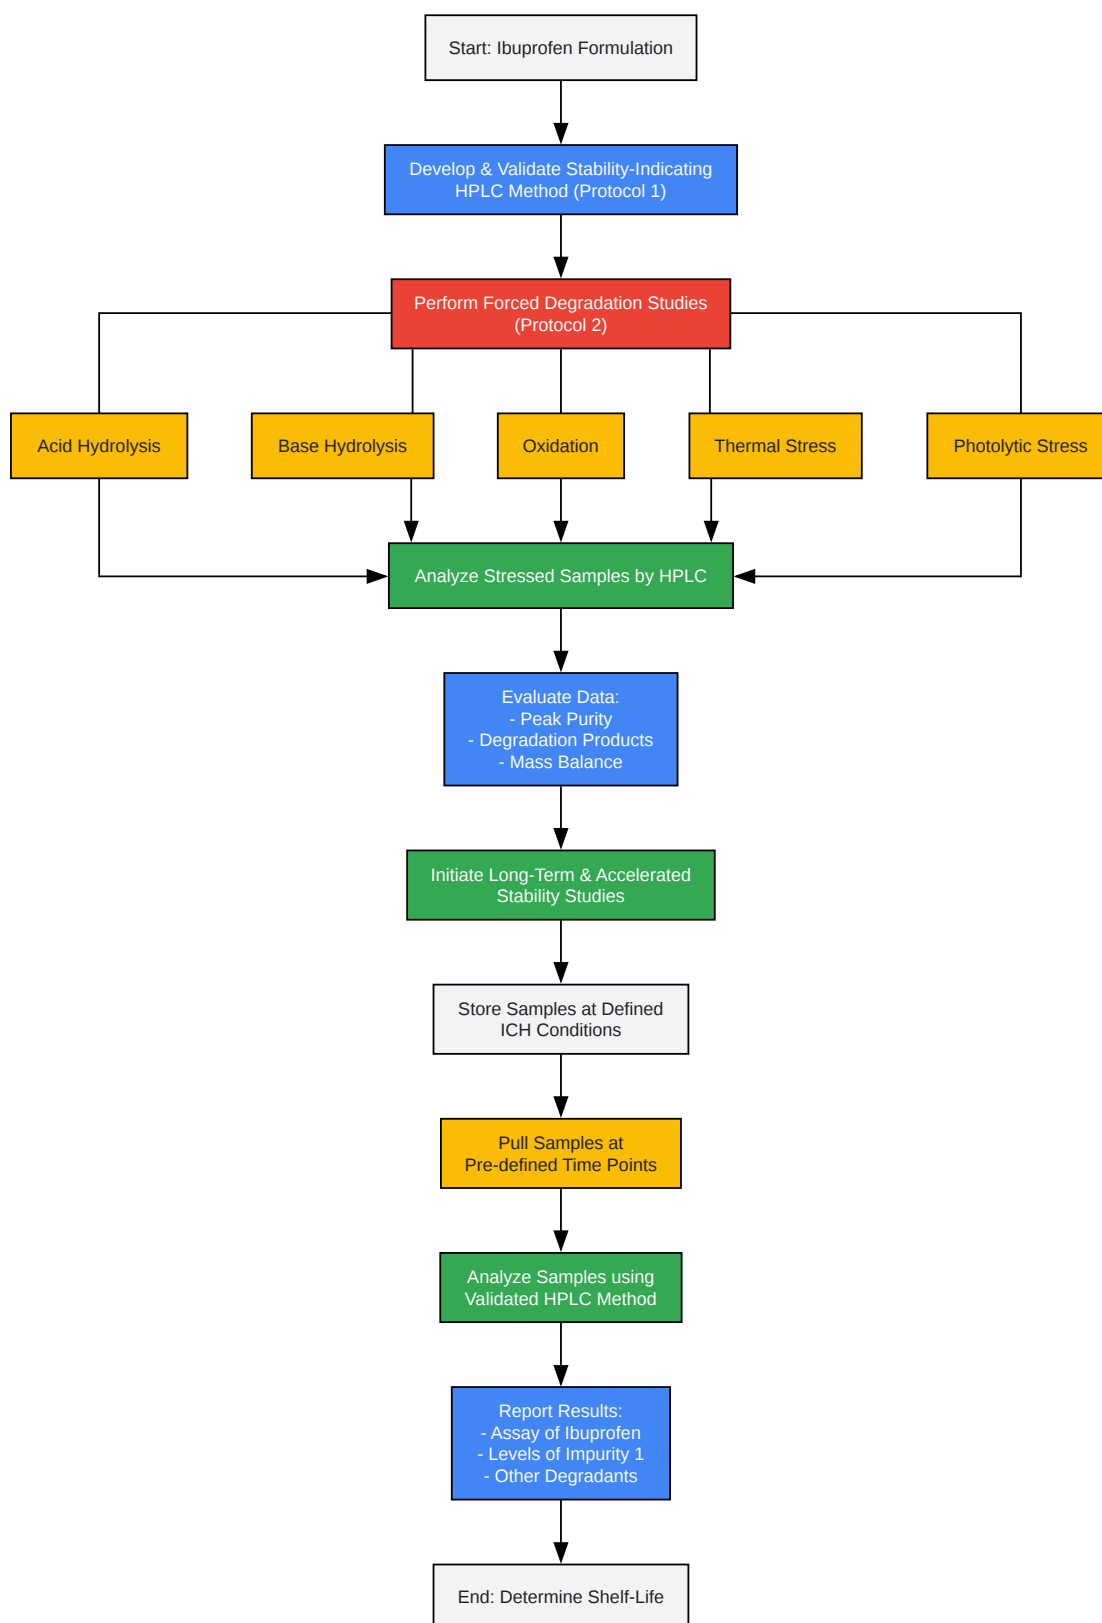 Start: Ibuprofen Formulation
Develop & Validate Stability-Indicating
HPLC Method (Protocol 1)
Perform Forced Degradation Studies
(Protocol 2)
Acid Hydrolysis
Base Hydrolysis
Oxidation
Thermal Stress
Photolytic Stress
Analyze Stressed Samples by HPLC
Evaluate Data:
- Peak Purity
- Degradation Products
- Mass Balance
Initiate Long-Term & Accelerated
Stability Studies
Store Samples at Defined
ICH Conditions
Pull Samples at
Pre-defined Time Points
Analyze Samples using
Validated HPLC Method
Report Results:
- Assay of Ibuprofen
- Levels of Impurity 1
- Other Degradants
End: Determine Shelf-Life